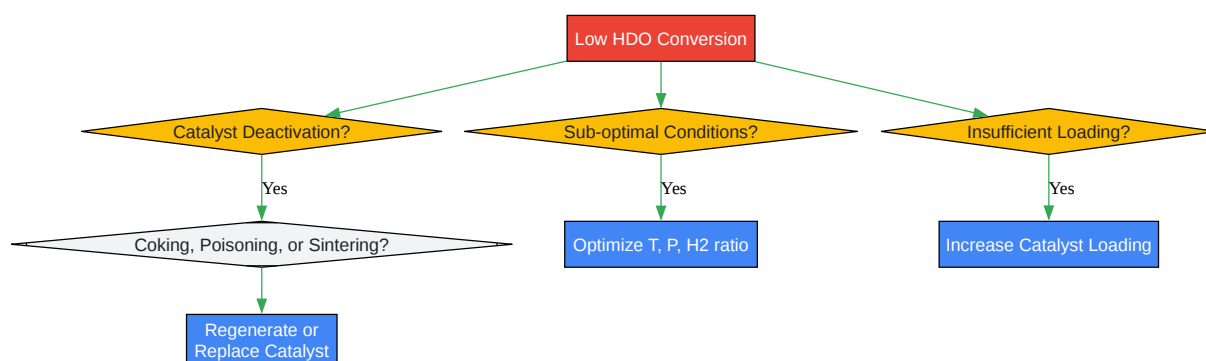 Low HDO Conversion
Catalyst Deactivation?
Sub-optimal Conditions?
Insufficient Loading?
Yes
Yes
Yes
Coking, Poisoning, or Sintering?
Optimize T, P, H2 ratio
Increase Catalyst Loading
Regenerate or
Replace Catalyst